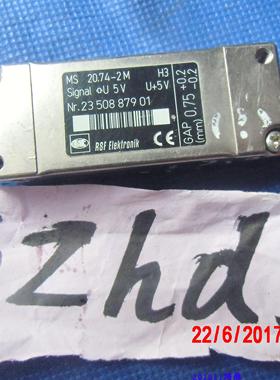 MS 20.74-2M H3
Signal ⊓U 5V U+5V
Nr. 23 508 879 01
RSF Elektronik
GAP 0,75 +0.2 -0.2
(mm)
Zhd
22/6/2017